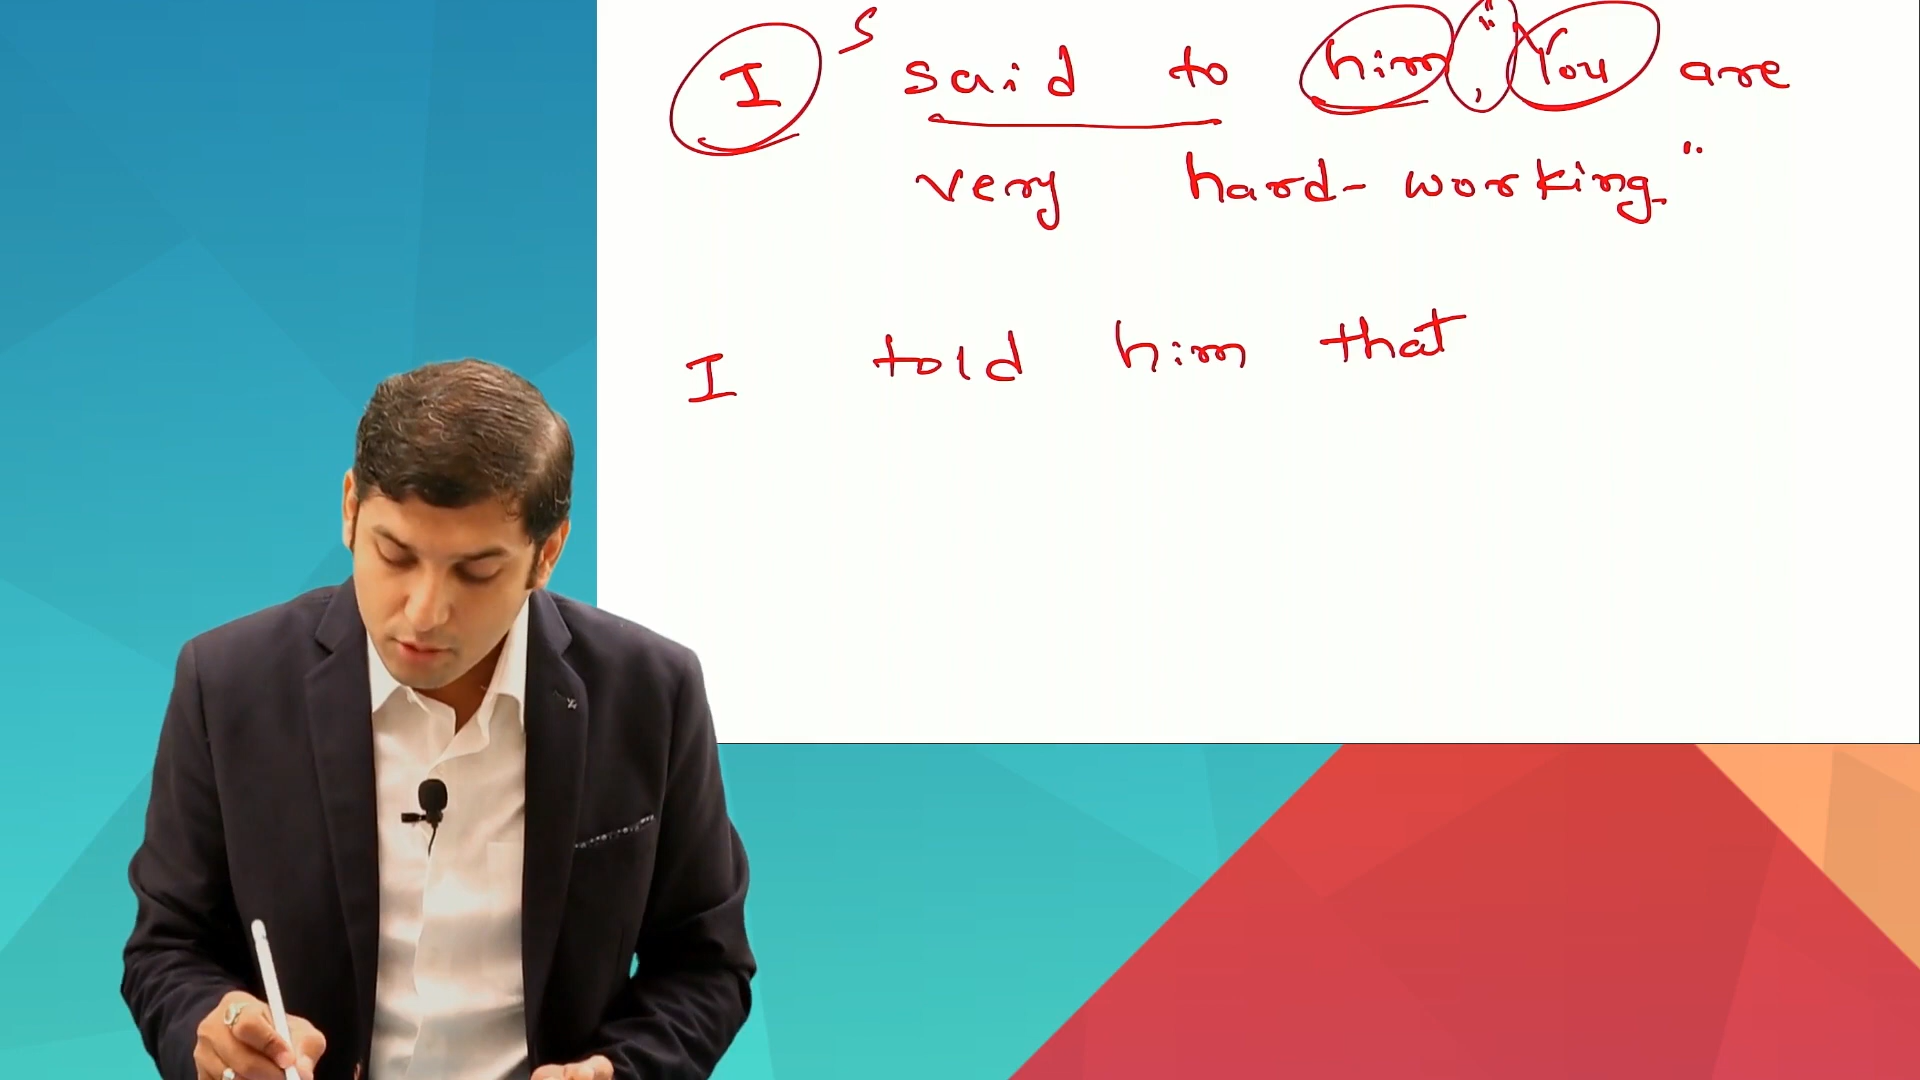 I S said to him, "You are
very hard-working."
I told him that